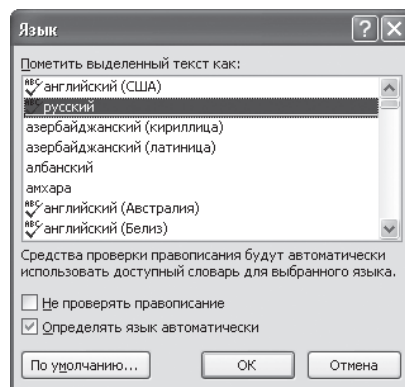 Язык
Пометить выделенный текст как:
английский (США)
русский
азербайджанский (кириллица)
азербайджанский (латиница)
албанский
амхара
английский (Австралия)
английский (Белиз)
Средства проверки правописания будут автоматически
использовать доступный словарь для выбранного языка.
Не проверять правописание
Определять язык автоматически
По умолчанию... ОК Отмена